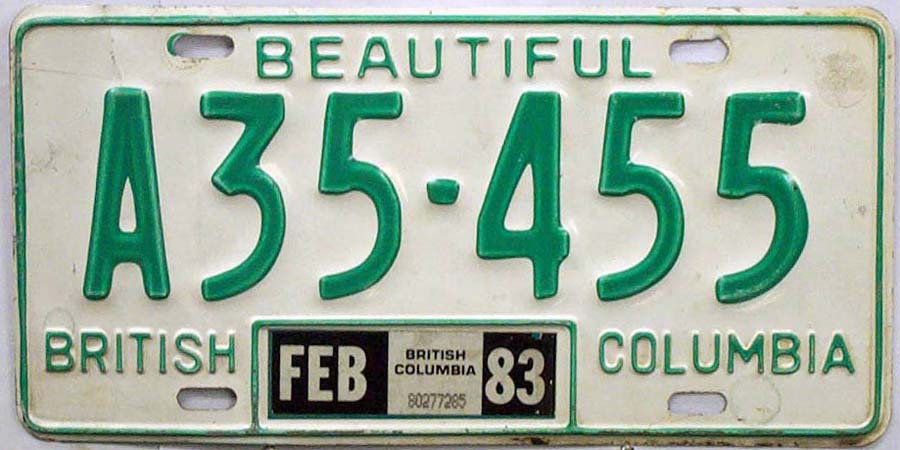 BEAUTIFUL
A35-455
BRITISH COLUMBIA
FEB BRITISH COLUMBIA 83
80277285